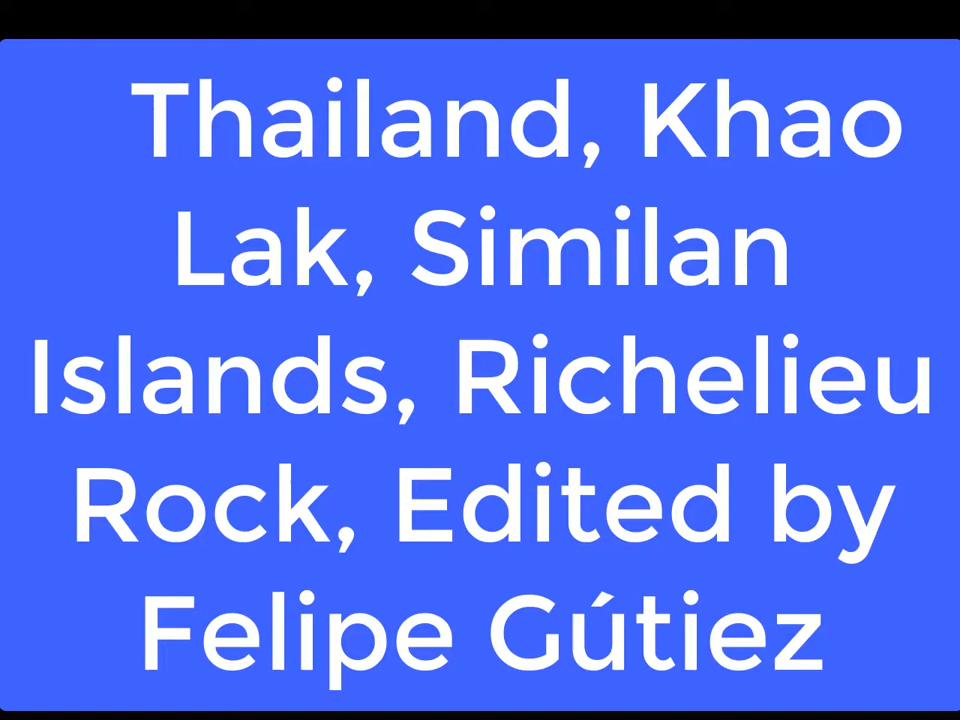 Thailand, Khao
Lak, Similan
Islands, Richelieu
Rock, Edited by
Felipe Gútiez